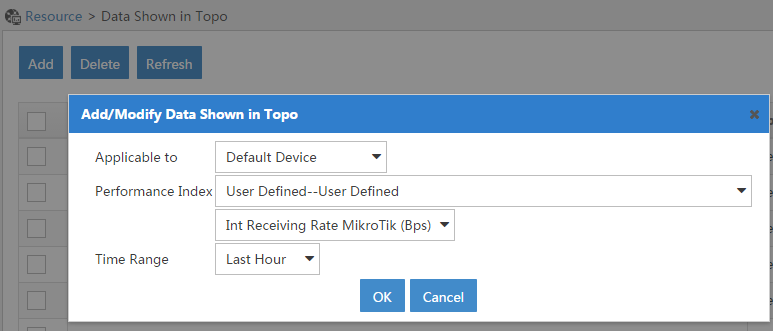 Resource > Data Shown in Topo
Add Delete Refresh
Add/Modify Data Shown in Topo
Applicable to Default Device
Performance Index User Defined--User Defined
Int Receiving Rate MikroTik (Bps)
Time Range Last Hour
OK Cancel